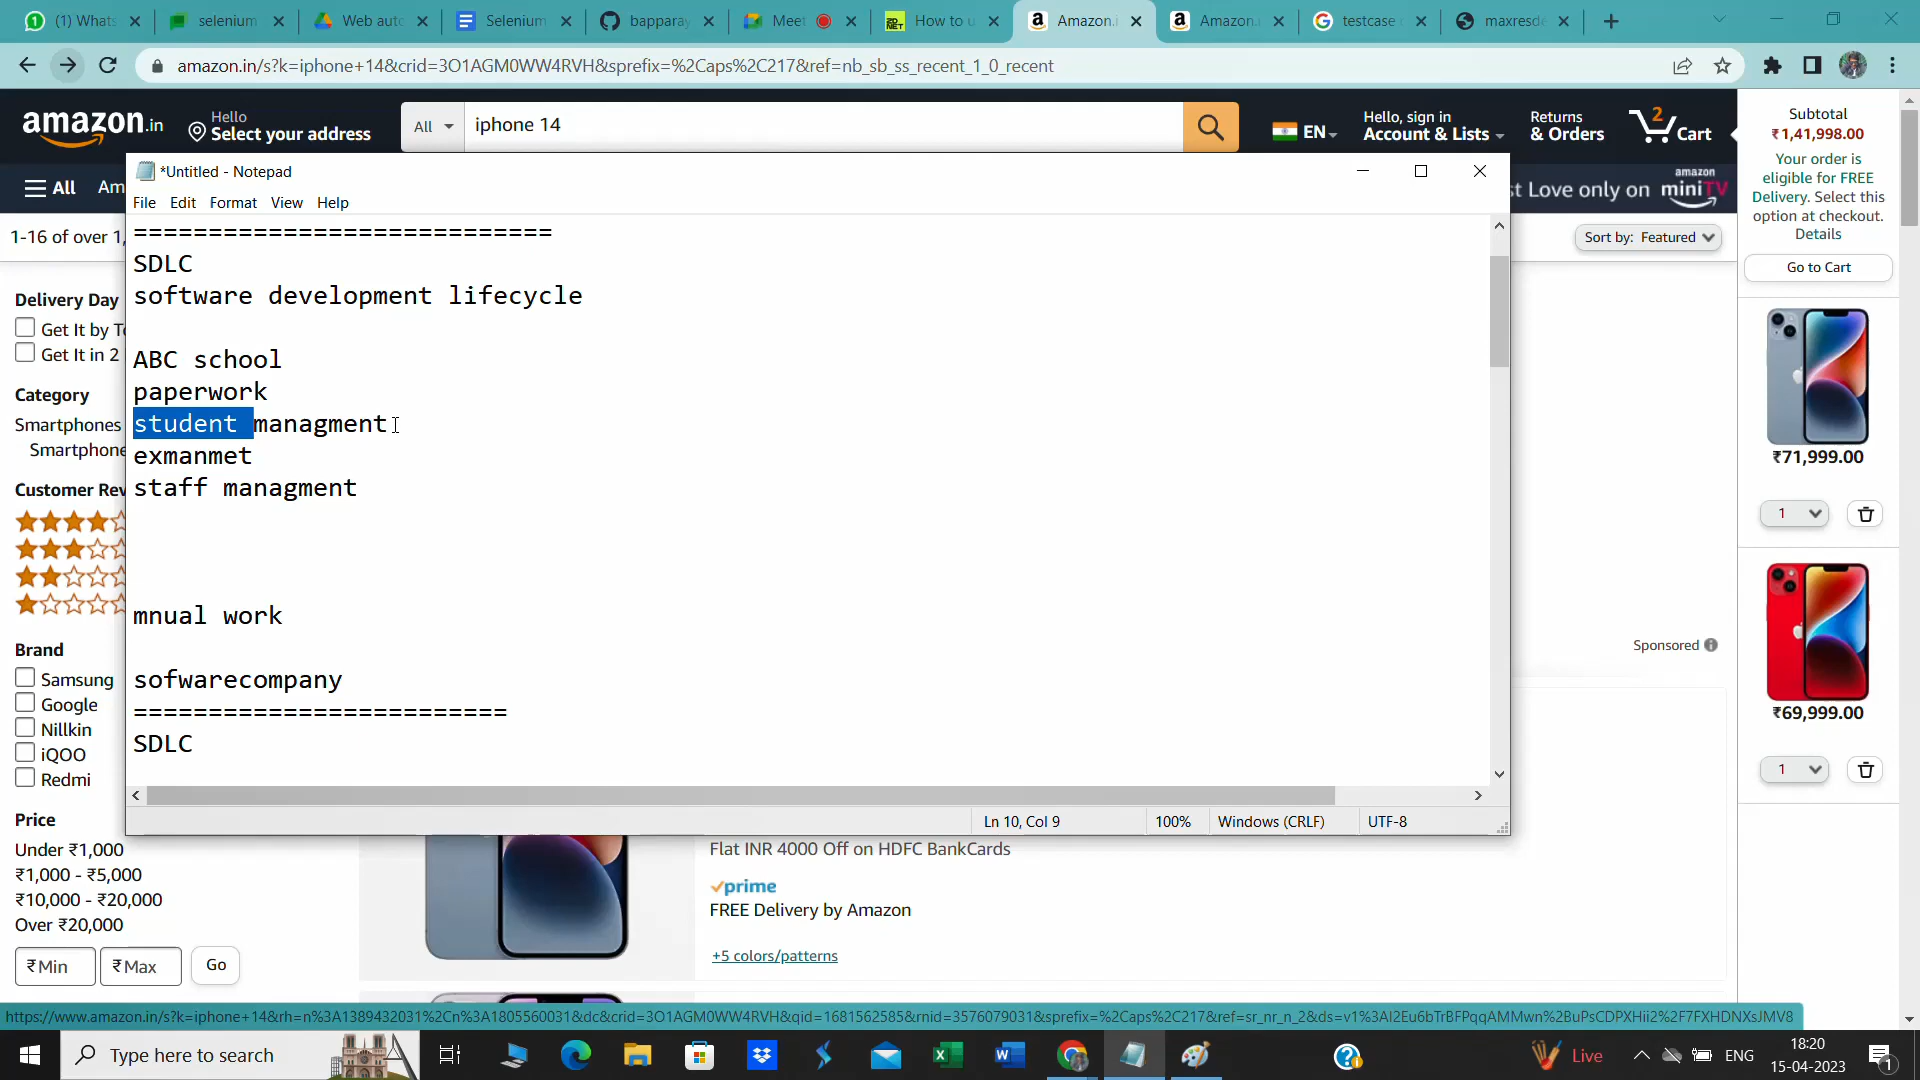 (1) Whats
selenium
Web auto
Selenium
bapparay
Meet
How to u
Amazon.i
Amazon.
testcase
maxresde
amazon.in/s?k=iphone+14&crid=3O1AGM0WW4RVH&sprefix=%2Caps%2C217&ref=nb_sb_ss_recent_1_0_recent
amazon.in
Hello
Select your address
All
iphone 14
EN
Hello, sign in
Account & Lists
Returns
& Orders
2
Cart
Subtotal
₹1,41,998.00
Your order is
eligible for FREE
Delivery. Select this
option at checkout.
Details
Go to Cart
All Am
st Love only on
amazon
miniTV
1-16 of over 1,
Sort by: Featured
*Untitled - Notepad
File Edit Format View Help
============================
SDLC
software development lifecycle
ABC school
paperwork
student managment
exmanmet
staff managment
mnual work
sofwarecompany
=========================
SDLC
Ln 10, Col 9
100%
Windows (CRLF)
UTF-8
Delivery Day
Get It by To
Get It in 2
Category
Smartphones
Smartphone
Customer Rev
Brand
Samsung
Google
Nillkin
iQOO
Redmi
Price
Under ₹1,000
₹1,000 - ₹5,000
₹10,000 - ₹20,000
Over ₹20,000
₹ Min
₹ Max
Go
Sponsored
Flat INR 4000 Off on HDFC BankCards
prime
FREE Delivery by Amazon
+5 colors/patterns
₹71,999.00
1
₹69,999.00
1
Type here to search
Live
ENG
18:20
15-04-2023
1